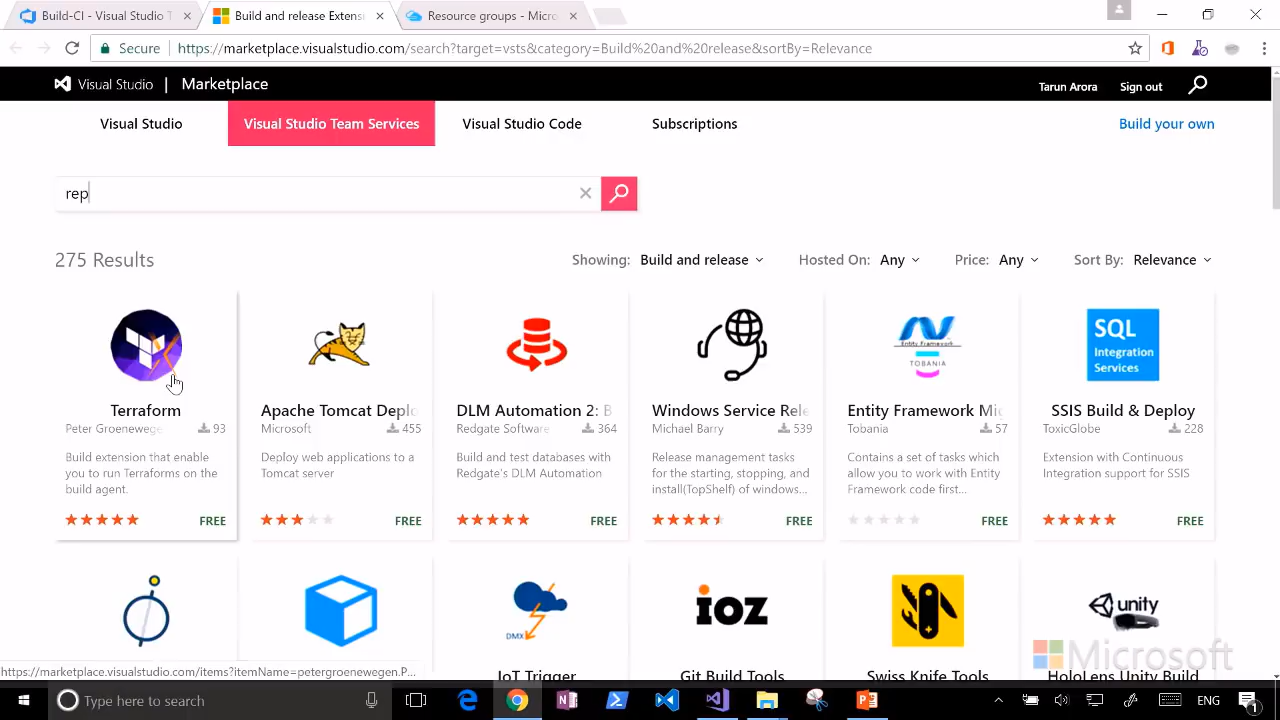 Build-CI - Visual Studio T
Build and release Extens
Resource groups - Micro
Secure
https://marketplace.visualstudio.com/search?target=vsts&category=Build%20and%20release&sortBy=Relevance
Visual Studio | Marketplace
Tarun Arora
Sign out
Visual Studio
Visual Studio Team Services
Visual Studio Code
Subscriptions
Build your own
rep
275 Results
Showing: Build and release
Hosted On: Any
Price: Any
Sort By: Relevance
Terraform
Peter Groenewege
93
Build extension that enable
you to run Terraforms on the
build agent.
FREE
Apache Tomcat Deplo
Microsoft
455
Deploy web applications to a
Tomcat server
FREE
DLM Automation 2: B
Redgate Software
364
Build and test databases with
Redgate's DLM Automation
FREE
Windows Service Rele
Michael Barry
539
Release management tasks
for the starting, stopping, and
install(TopShelf) of windows...
FREE
Entity Framework
TOBANIA
Entity Framework Mig
Tobania
57
Contains a set of tasks which
allow you to work with Entity
Framework code first...
FREE
SQL
Integration
Services
SSIS Build & Deploy
ToxicGlobe
228
Extension with Continuous
Integration support for SSIS
FREE
DMX
IoT Trigger
ioz
Git Build Tools
Swiss Knife Tools
unity
HoloLens Unity Build
Microsoft
https://marketplace.visualstudio.com/items?itemName=petergroenewegen.P...
Type here to search
ENG
1